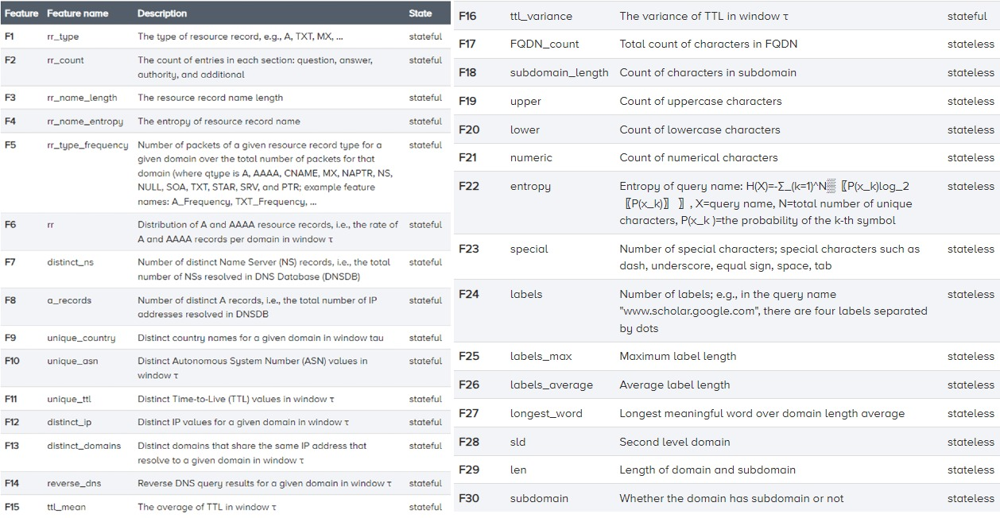 Feature Feature name Description State
F1 rr_type The type of resource record, e.g., A, TXT, MX, ... stateful
F2 rr_count The count of entries in each section: question, answer, stateful
authority, and additional
F3 rr_name_length The resource record name length stateful
F4 rr_name_entropy The entropy of resource record name stateful
F5 rr_type_frequency Number of packets of a given resource record type for a stateful
given domain over the total number of packets for that
domain (where qtype is A, AAAA, CNAME, MX, NAPTR, NS,
NULL, SOA, TXT, STAR, SRV, and PTR; example feature
names: A_Frequency, TXT_Frequency, ...
F6 rr Distribution of A and AAAA resource records, i.e., the rate of stateful
A and AAAA records per domain in window τ
F7 distinct_ns Number of distinct Name Server (NS) records, i.e., the total stateful
number of NSs resolved in DNS Database (DNSDB)
F8 a_records Number of distinct A records, i.e., the total number of IP stateful
addresses resolved in DNSDB
F9 unique_country Distinct country names for a given domain in window tau stateful
F10 unique_asn Distinct Autonomous System Number (ASN) values in stateful
window τ
F11 unique_ttl Distinct Time-to-Live (TTL) values in window τ stateful
F12 distinct_ip Distinct IP values for a given domain in window τ stateful
F13 distinct_domains Distinct domains that share the same IP address that stateful
resolve to a given domain in window τ
F14 reverse_dns Reverse DNS query results for a given domain in window τ stateful
F15 ttl_mean The average of TTL in window τ stateful
F16 ttl_variance The variance of TTL in window τ stateful
F17 FQDN_count Total count of characters in FQDN stateless
F18 subdomain_length Count of characters in subdomain stateless
F19 upper Count of uppercase characters stateless
F20 lower Count of lowercase characters stateless
F21 numeric Count of numerical characters stateless
F22 entropy Entropy of query name: H(X)=-Σ_(k=1)^N▒〖P(x_k)log_2 stateless
〖P(x_k)〗 〗, X=query name, N=total number of unique
characters, P(x_k )=the probability of the k-th symbol
F23 special Number of special characters; special characters such as stateless
dash, underscore, equal sign, space, tab
F24 labels Number of labels; e.g., in the query name stateless
"www.scholar.google.com", there are four labels separated
by dots
F25 labels_max Maximum label length stateless
F26 labels_average Average label length stateless
F27 longest_word Longest meaningful word over domain length average stateless
F28 sld Second level domain stateless
F29 len Length of domain and subdomain stateless
F30 subdomain Whether the domain has subdomain or not stateless